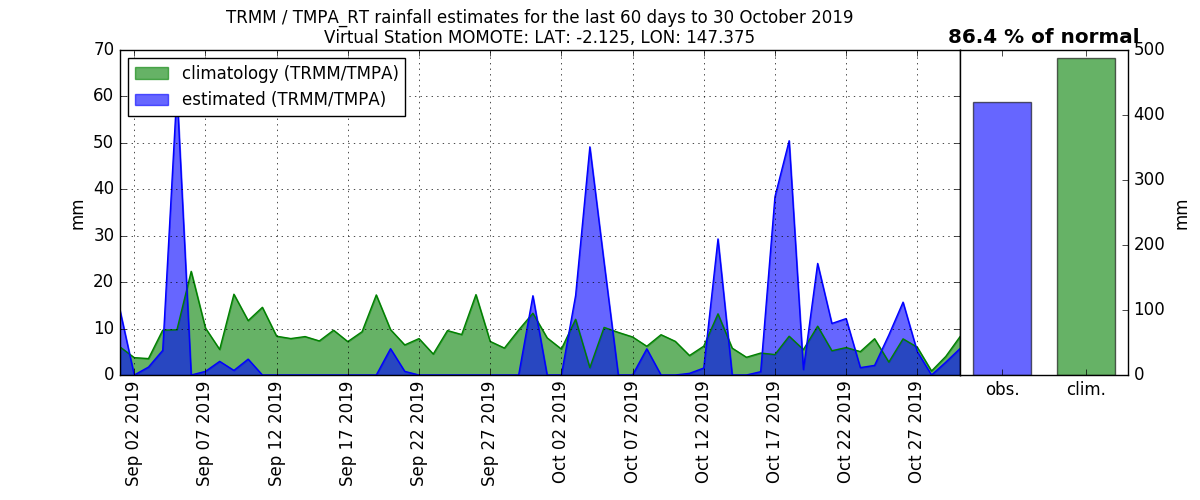 TRMM / TMPA_RT rainfall estimates for the last 60 days to 30 October 2019
Virtual Station MOMOTE: LAT: -2.125, LON: 147.375
86.4 % of normal
climatology (TRMM/TMPA)
estimated (TRMM/TMPA)
70
60
50
40
30
20
10
0
mm
Sep 02 2019
Sep 07 2019
Sep 12 2019
Sep 17 2019
Sep 22 2019
Sep 27 2019
Oct 02 2019
Oct 07 2019
Oct 12 2019
Oct 17 2019
Oct 22 2019
Oct 27 2019
500
400
300
200
100
0
mm
obs.
clim.